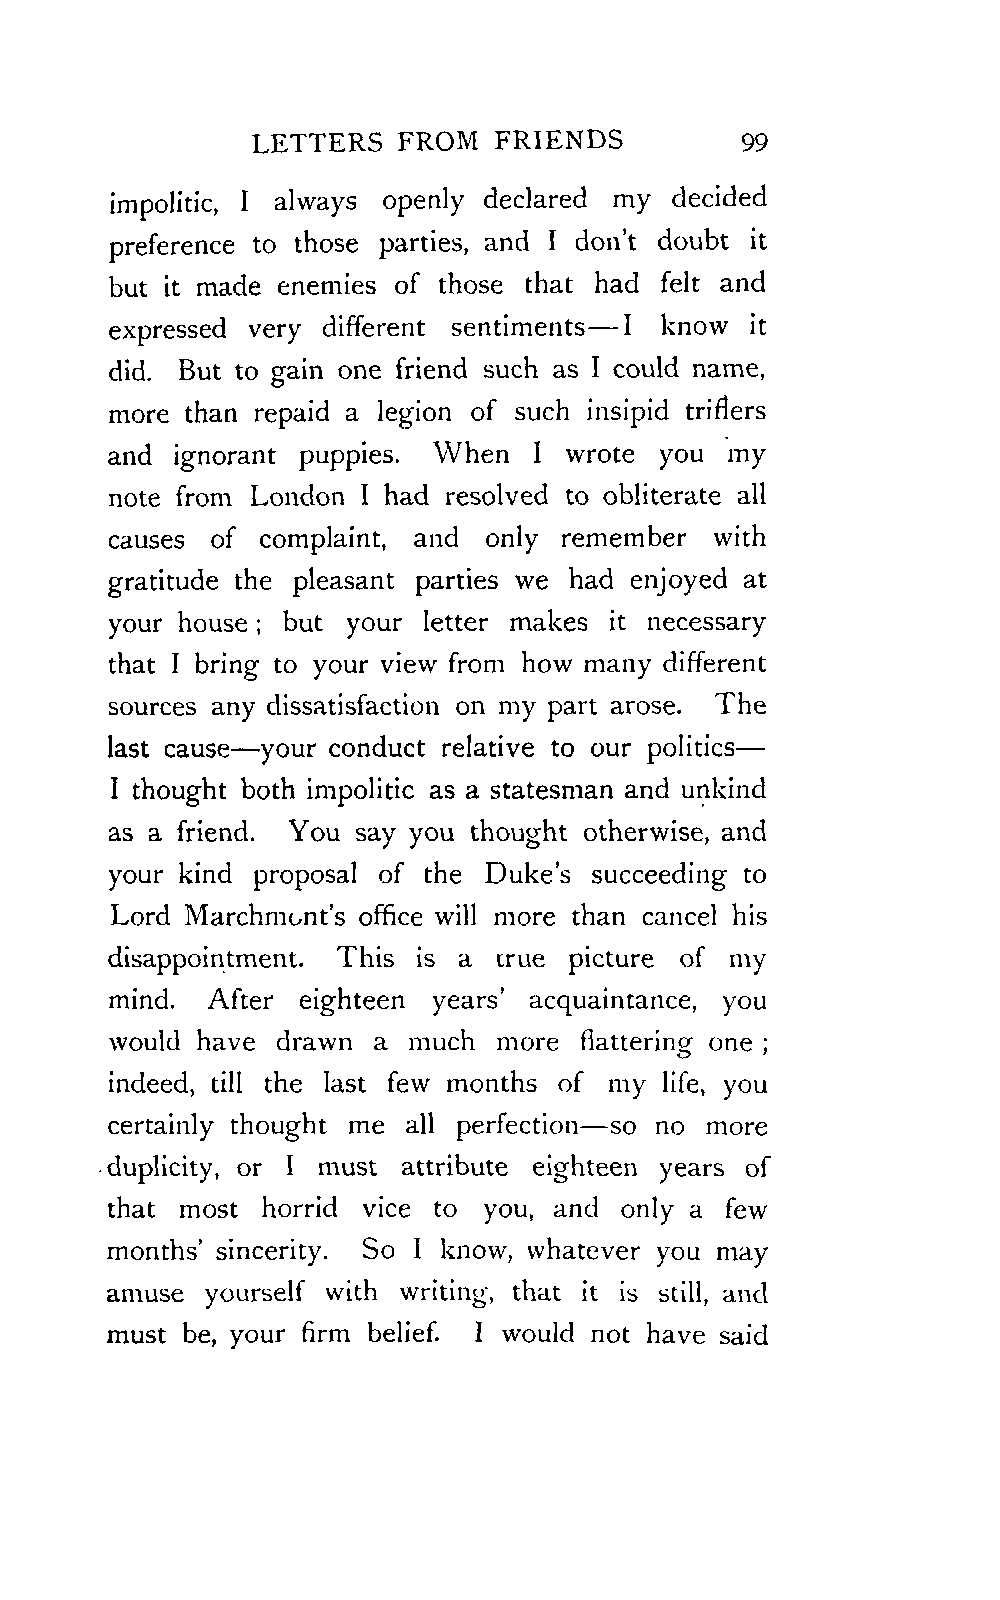 LETTERS FROM FRIENDS 99
impolitic, I always openly declared my decided
preference to those parties, and I don't doubt it
but it made enemies of those that had felt and
expressed very different sentiments—I know it
did. But to gain one friend such as I could name,
more than repaid a legion of such insipid triflers
and ignorant puppies. When I wrote you my
note from London I had resolved to obliterate all
causes of complaint, and only remember with
gratitude the pleasant parties we had enjoyed at
your house; but your letter makes it necessary
that I bring to your view from how many different
sources any dissatisfaction on my part arose. The
last cause—your conduct relative to our politics—
I thought both impolitic as a statesman and unkind
as a friend. You say you thought otherwise, and
your kind proposal of the Duke's succeeding to
Lord Marchmont's office will more than cancel his
disappointment. This is a true picture of my
mind. After eighteen years' acquaintance, you
would have drawn a much more flattering one;
indeed, till the last few months of my life, you
certainly thought me all perfection—so no more
duplicity, or I must attribute eighteen years of
that most horrid vice to you, and only a few
months' sincerity. So I know, whatever you may
amuse yourself with writing, that it is still, and
must be, your firm belief. I would not have said